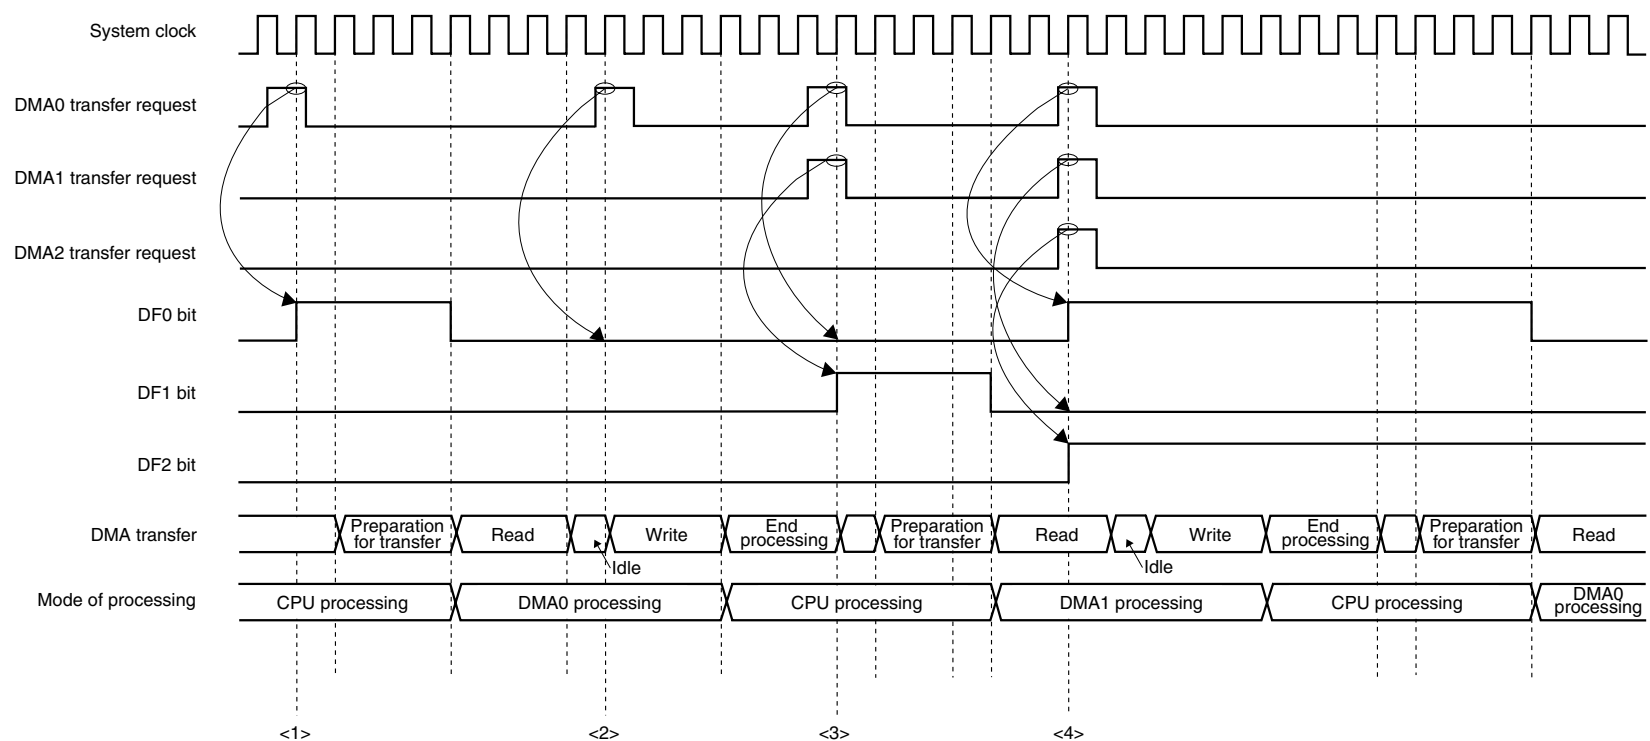 System clock
DMA0 transfer request
DMA1 transfer request
DMA2 transfer request
DF0 bit
DF1 bit
DF2 bit
DMA transfer
Preparation
for transfer
Read
Idle
Write
End
processing
Preparation
for transfer
Read
Idle
Write
End
processing
Preparation
for transfer
Read
Mode of processing
CPU processing
DMA0 processing
CPU processing
DMA1 processing
CPU processing
DMA0
processing
<1>
<2>
<3>
<4>